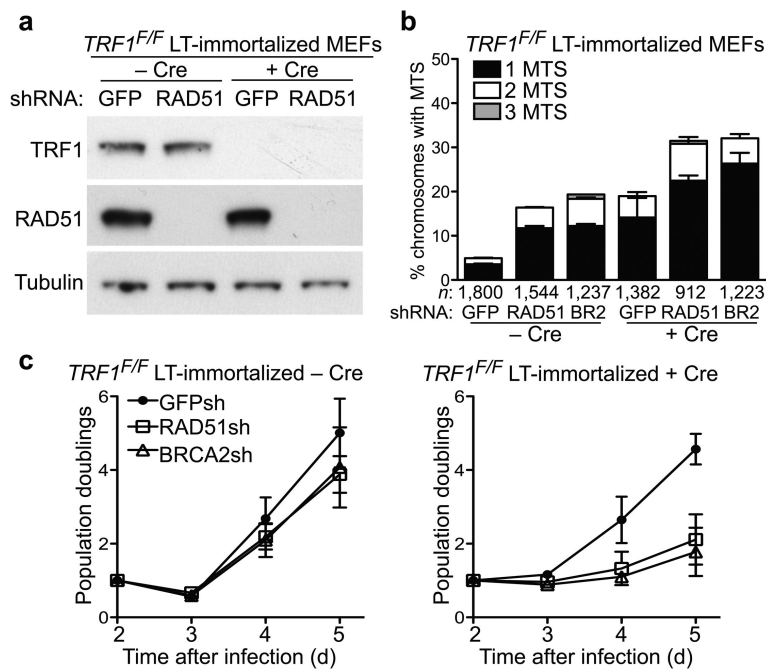 a
TRF1F/F LT-immortalized MEFs
– Cre + Cre
shRNA: GFP RAD51 GFP RAD51
TRF1
RAD51
Tubulin
b
TRF1F/F LT-immortalized MEFs
% chromosomes with MTS
50
40
30
20
10
0
1 MTS
2 MTS
3 MTS
n: 1,800 1,544 1,237 1,382 912 1,223
shRNA: GFP RAD51 BR2 GFP RAD51 BR2
– Cre + Cre
c
TRF1F/F LT-immortalized – Cre
Population doublings
6
4
2
0
GFPsh
RAD51sh
BRCA2sh
2 3 4 5
Time after infection (d)
TRF1F/F LT-immortalized + Cre
Population doublings
6
4
2
0
2 3 4 5
Time after infection (d)